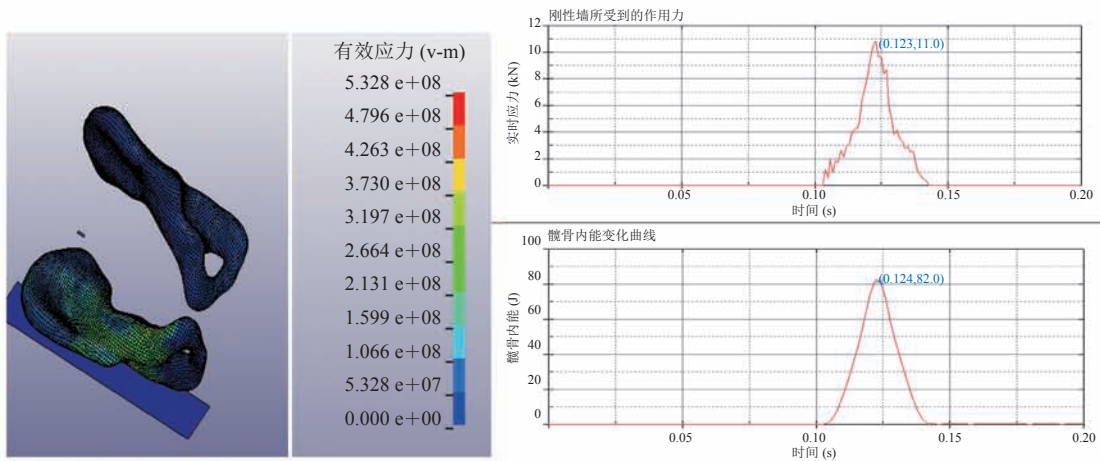 有效应力 (v-m)
5.328 e+08
4.796 e+08
4.263 e+08
3.730 e+08
3.197 e+08
2.664 e+08
2.131 e+08
1.599 e+08
1.066 e+08
5.328 e+07
0.000 e+00
刚性墙所受到的作用力
12
10
8
6
4
2
0
实时应力 (kN)
(0.123,11.0)
0.05
0.10
0.15
0.20
时间 (s)
髋骨内能变化曲线
100
80
60
40
20
0
髋骨内能 (J)
(0.124,82.0)
0.05
0.10
0.15
0.20
时间 (s)